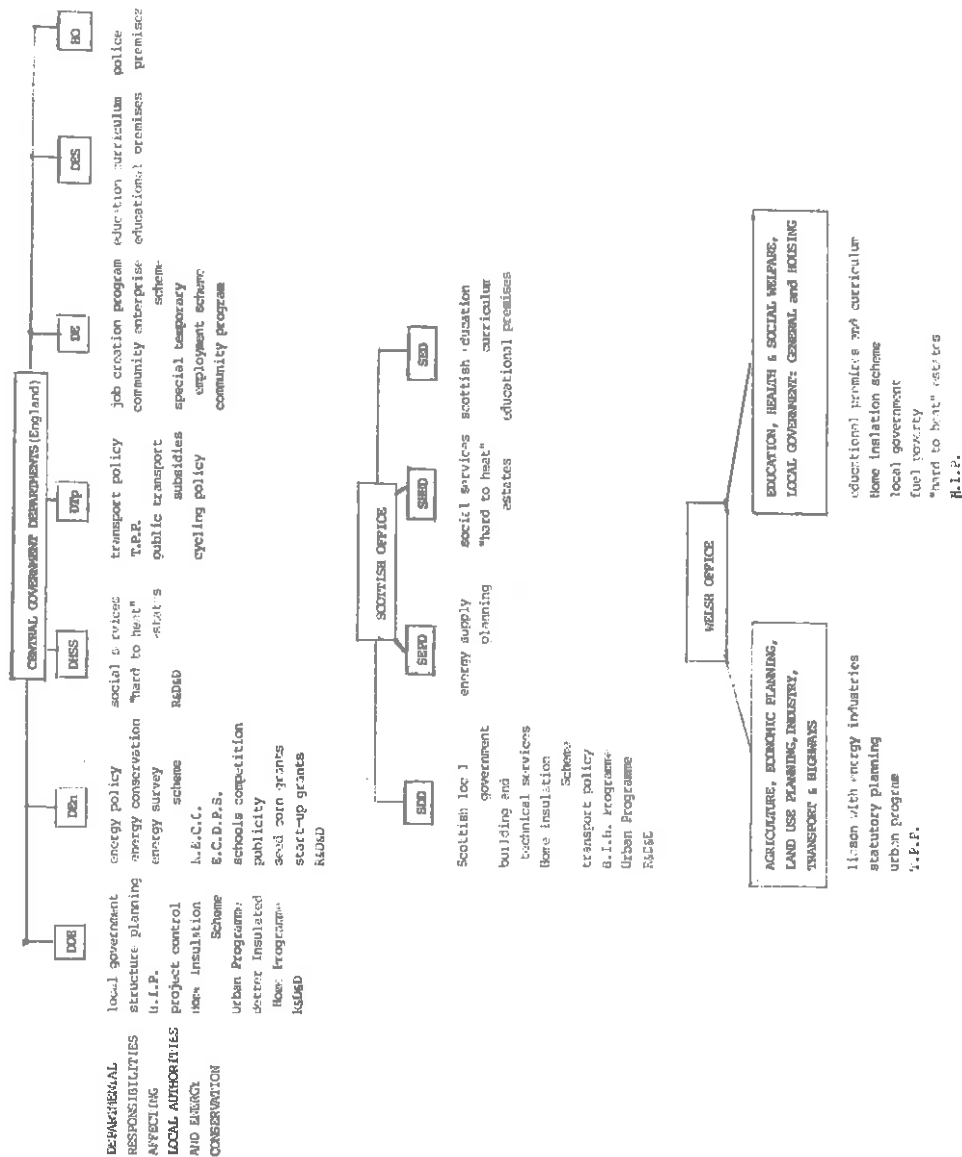 CENTRAL GOVERNMENT DEPARTMENTS (England)
DOE
DEn
DHSS
DTp
DE
DES
HO
DEPARTMENTAL
RESPONSIBILITIES
AFFECTING
LOCAL AUTHORITIES
AND ENERGY
CONSERVATION
local government
structure planning
H.I.P.
project control
Home Insulation
Scheme
Urban Programme
Better Insulated
Home Programme
R&D&D
energy policy
energy conservation
energy survey
scheme
N.E.C.C.
E.C.D.P.S.
schools competition
publicity
seed corn grants
start-up grants
R&D&D
social services
"hard to heat"
estates
R&D&D
transport policy
T.P.P.
public transport
subsidies
cycling policy
job creation program
community enterprise
scheme
special temporary
employment scheme
community program
education curriculum
educational premises
police
premises
SCOTTISH OFFICE
SDD
SEPD
SHHD
SED
Scottish local
government
building and
technical services
Home insulation
Scheme
transport policy
B.I.H. Programme
Urban Programme
R&D&D
energy supply
planning
social services
"hard to heat"
estates
scottish education
curriculum
educational premises
WELSH OFFICE
AGRICULTURE, ECONOMIC PLANNING,
LAND USE PLANNING, INDUSTRY,
TRANSPORT & HIGHWAYS
liason with energy industries
statutory planning
urban programe
T.P.P.
EDUCATION, HEALTH & SOCIAL WELFARE,
LOCAL GOVERNMENT: GENERAL and HOUSING
educational premises and curriculum
Home inslation scheme
local government
fuel poverty
"hard to heat" estates
H.I.P.